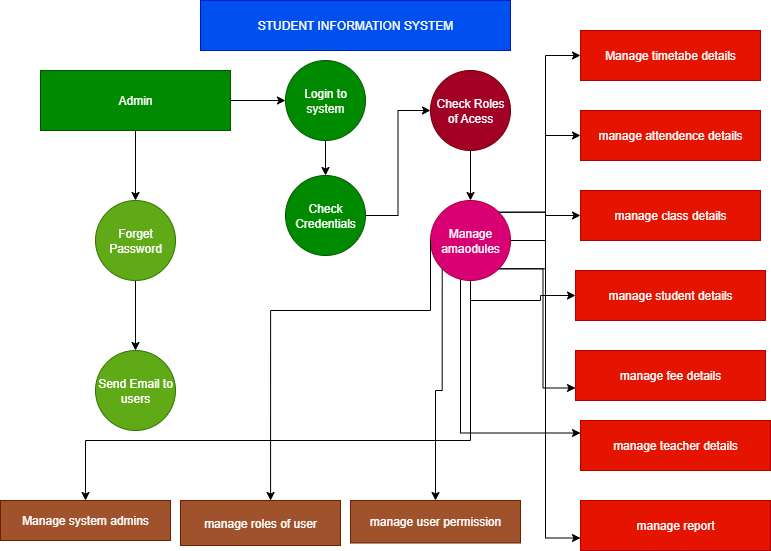 STUDENT INFORMATION SYSTEM
Admin
Login to
system
Check Roles
of Acess
Manage timetabe details
manage attendence details
Check
Credentials
manage class details
Forget
Password
Manage
amaodules
manage student details
Send Email to
users
manage fee details
manage teacher details
Manage system admins
manage roles of user
manage user permission
manage report